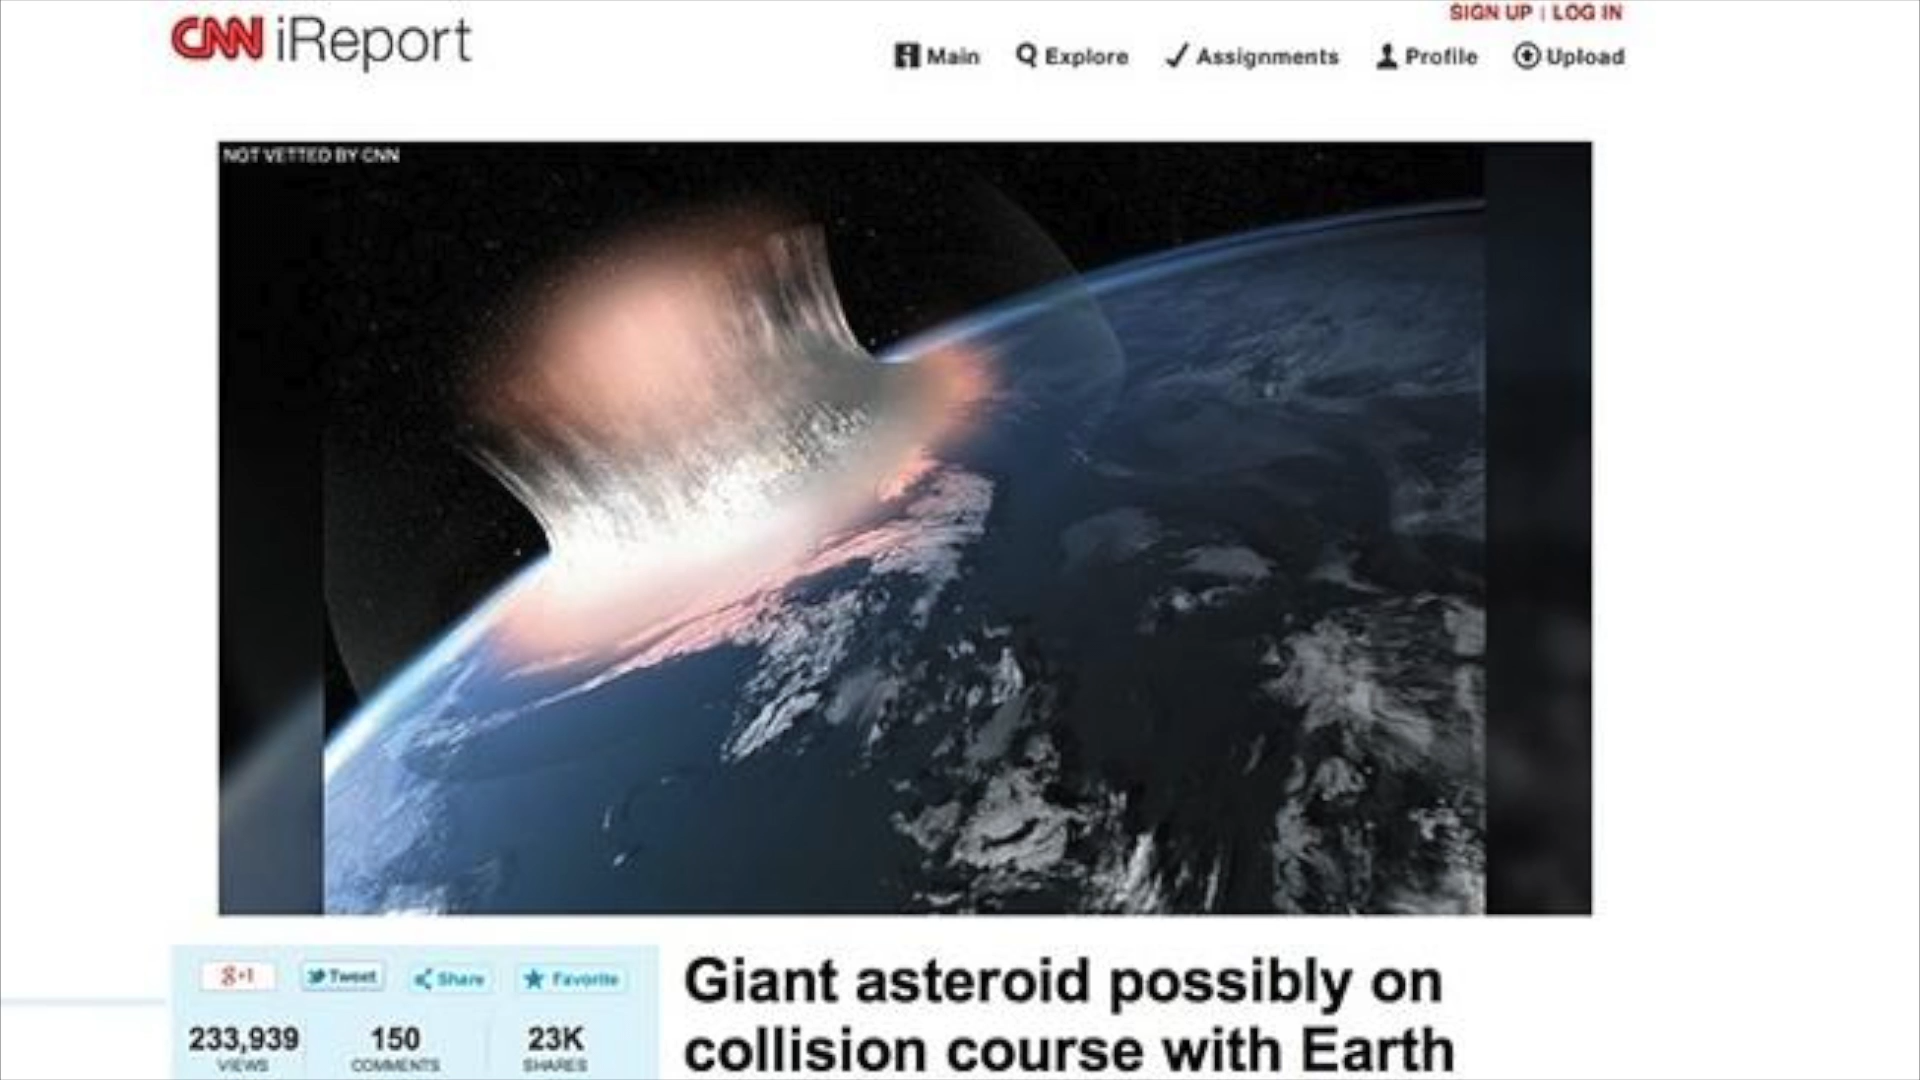 CNN iReport
SIGN UP | LOG IN
Main Explore Assignments Profile Upload
NOT VETTED BY CNN
g+1 Tweet Share Favorite
233,939 150 23K
VIEWS COMMENTS SHARES
Giant asteroid possibly on
collision course with Earth